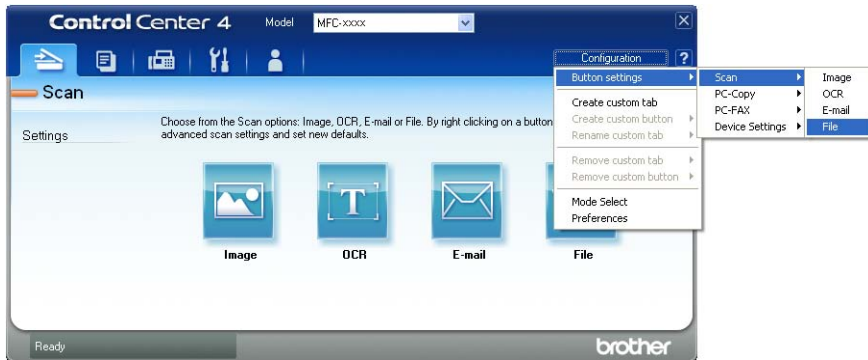 Control Center 4
Model
MFC-xxxx
Configuration
?
Scan
Settings
Choose from the Scan options: Image, OCR, E-mail or File. By right clicking on a button
advanced scan settings and set new defaults.
Image
OCR
E-mail
File
Button settings
Create custom tab
Create custom button
Rename custom tab
Remove custom tab
Remove custom button
Mode Select
Preferences
Scan
PC-Copy
PC-FAX
Device Settings
Image
OCR
E-mail
File
Ready
brother